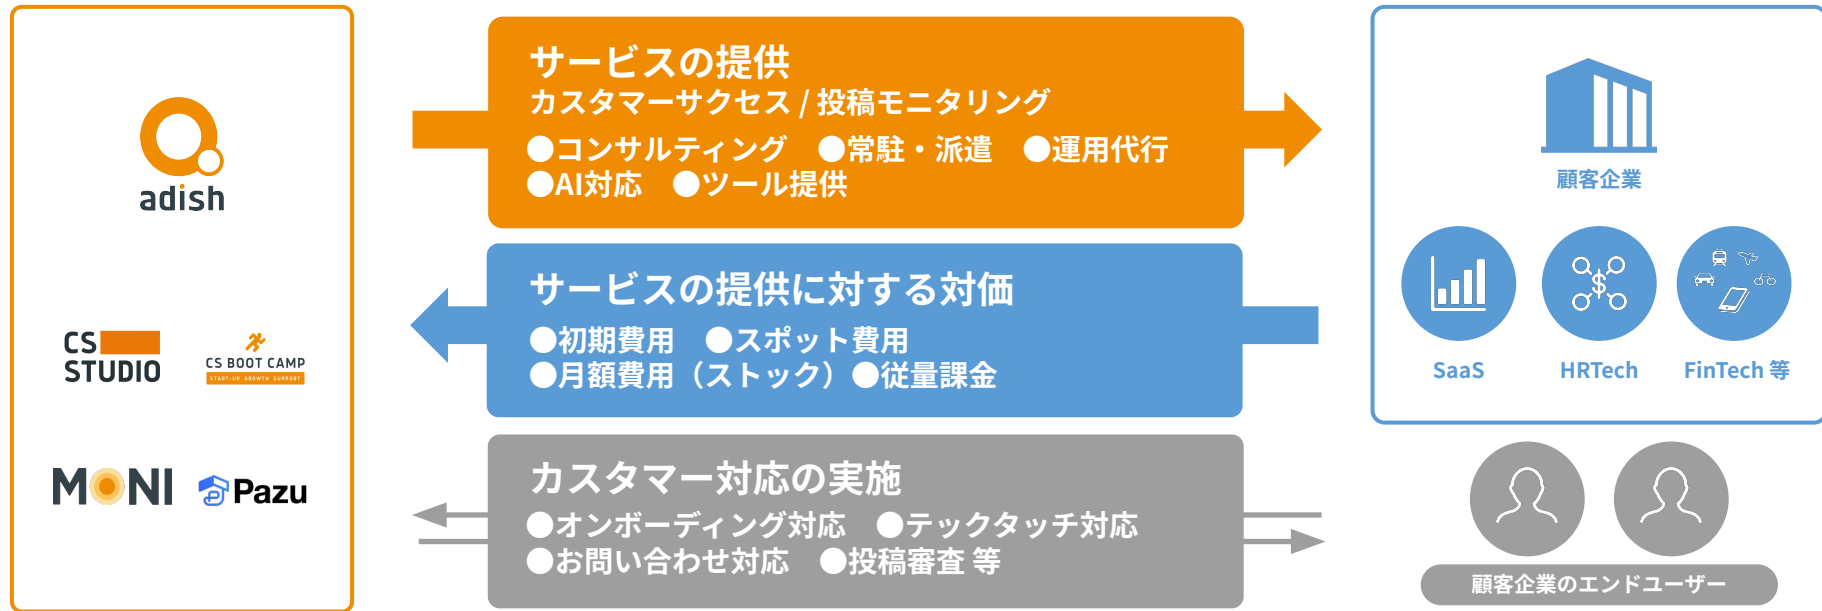 adish
CS
STUDIO
CS BOOT CAMP
START-UP GROWTH SUPPORT
MONI
Pazu
サービスの提供
カスタマーサクセス / 投稿モニタリング
●コンサルティング ●常駐・派遣 ●運用代行
●AI対応 ●ツール提供
サービスの提供に対する対価
●初期費用 ●スポット費用
●月額費用（ストック）●従量課金
カスタマー対応の実施
●オンボーディング対応 ●テックタッチ対応
●お問い合わせ対応 ●投稿審査 等
顧客企業
SaaS
HRTech
FinTech 等
顧客企業のエンドユーザー